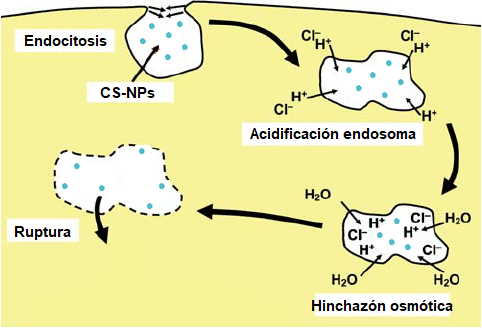 Endocitosis
CS-NPs
Cl⁻
H⁺
Cl⁻
H⁺
H⁺
Cl⁻
H⁺
Acidificación endosoma
H₂O
H⁺
Cl⁻
H₂O
Cl⁻
H⁺
H⁺
Cl⁻
H₂O
H₂O
Hinchazón osmótica
Ruptura